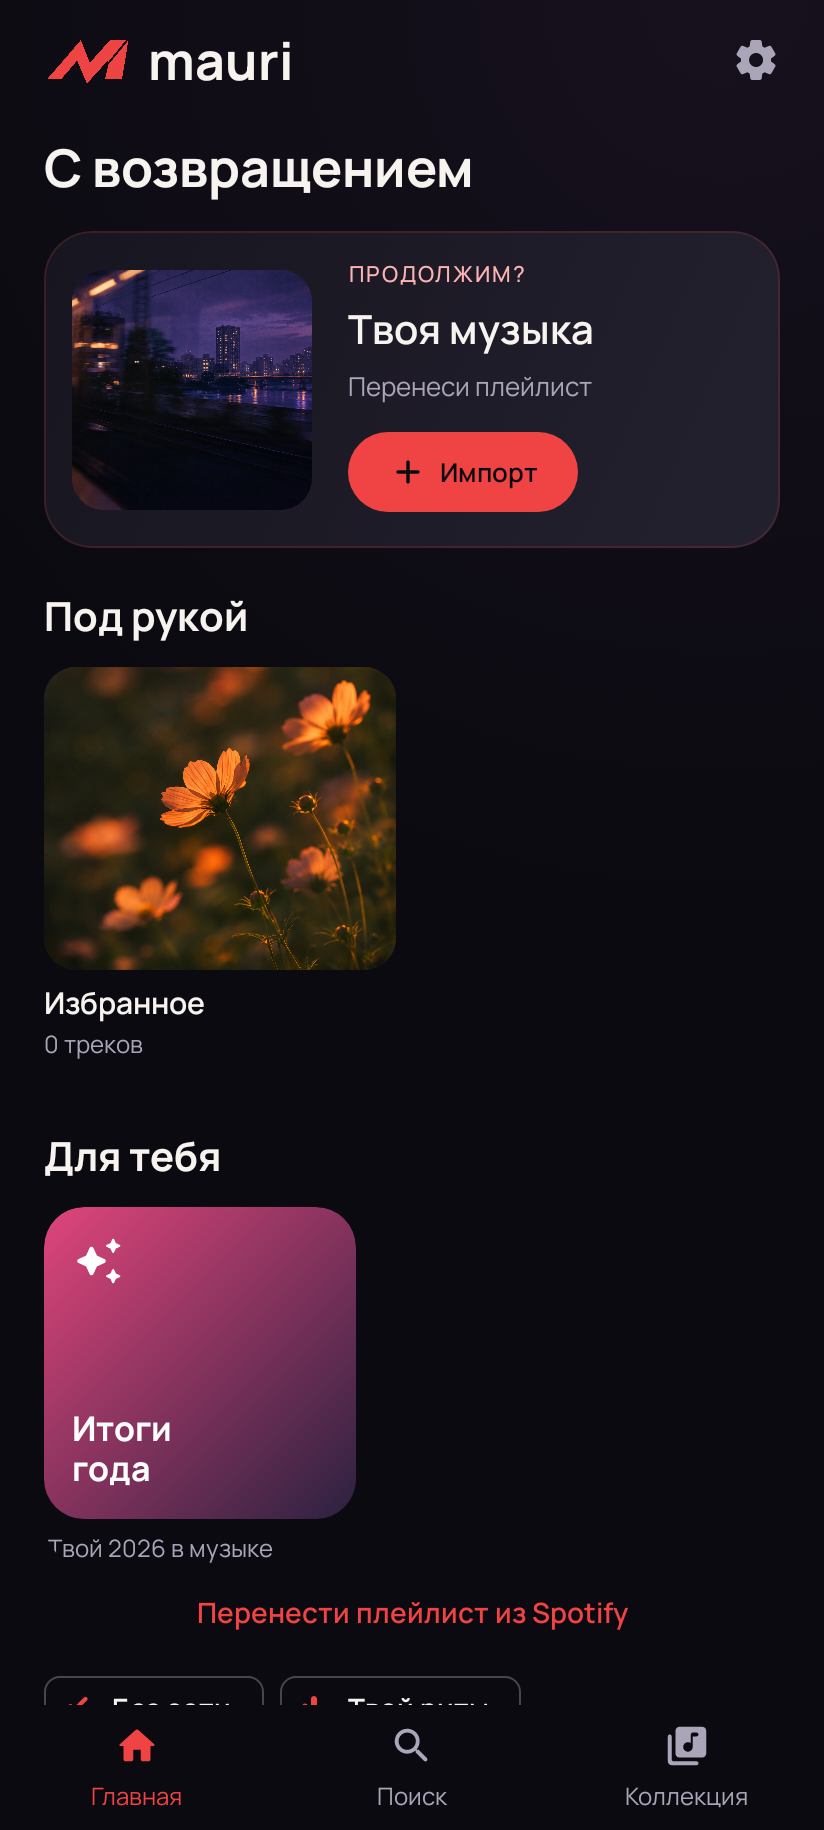 mauri
С возвращением
ПРОДОЛЖИМ?
Твоя музыка
Перенеси плейлист
Импорт
Под рукой
Избранное
0 треков
Для тебя
Итоги
года
Твой 2026 в музыке
Перенести плейлист из Spotify
Главная
Поиск
Коллекция